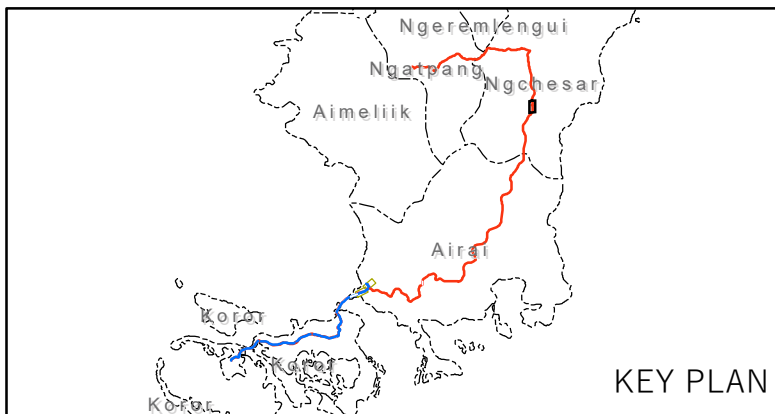 Ngeremlengui
Ngatpang
Ngchesar
Aimeliik
Airai
Koror
Koror
KEY PLAN
Koror